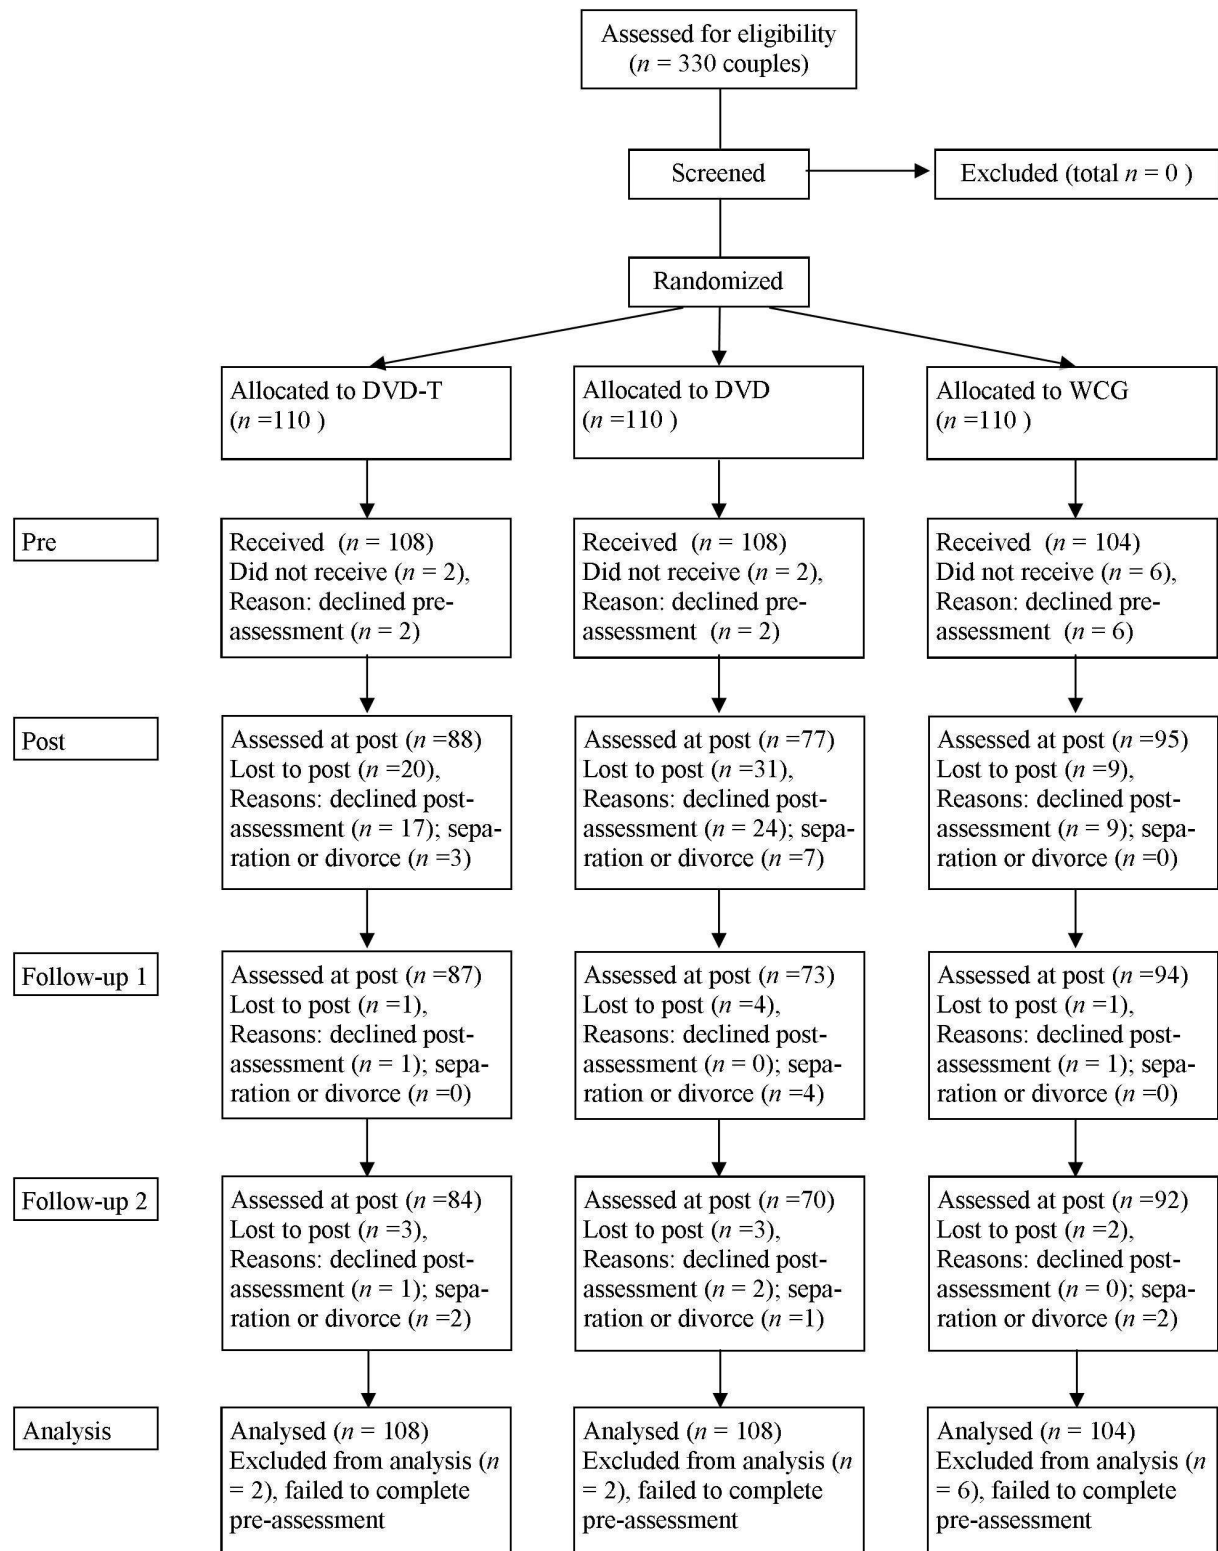 Assessed for eligibility
(n = 330 couples)
Screened
Excluded (total n = 0 )
Randomized
Allocated to DVD-T
(n =110 )
Allocated to DVD
(n =110 )
Allocated to WCG
(n =110 )
Pre
Received  (n = 108)
Did not receive (n = 2),
Reason: declined pre-
assessment (n = 2)
Received  (n = 108)
Did not receive (n = 2),
Reason: declined pre-
assessment  (n = 2)
Received  (n = 104)
Did not receive (n = 6),
Reason: declined pre-
assessment  (n = 6)
Post
Assessed at post (n =88)
Lost to post (n =20),
Reasons: declined post-
assessment (n = 17); sepa-
ration or divorce (n =3)
Assessed at post (n =77)
Lost to post (n =31),
Reasons: declined post-
assessment (n = 24); sepa-
ration or divorce (n =7)
Assessed at post (n =95)
Lost to post (n =9),
Reasons: declined post-
assessment (n = 9); sepa-
ration or divorce (n =0)
Follow-up 1
Assessed at post (n =87)
Lost to post (n =1),
Reasons: declined post-
assessment (n = 1); sepa-
ration or divorce (n =0)
Assessed at post (n =73)
Lost to post (n =4),
Reasons: declined post-
assessment (n = 0); sepa-
ration or divorce (n =4)
Assessed at post (n =94)
Lost to post (n =1),
Reasons: declined post-
assessment (n = 1); sepa-
ration or divorce (n =0)
Follow-up 2
Assessed at post (n =84)
Lost to post (n =3),
Reasons: declined post-
assessment (n = 1); sepa-
ration or divorce (n =2)
Assessed at post (n =70)
Lost to post (n =3),
Reasons: declined post-
assessment (n = 2); sepa-
ration or divorce (n =1)
Assessed at post (n =92)
Lost to post (n =2),
Reasons: declined post-
assessment (n = 0); sepa-
ration or divorce (n =2)
Analysis
Analysed (n = 108)
Excluded from analysis (n
= 2), failed to complete
pre-assessment
Analysed (n = 108)
Excluded from analysis (n
= 2), failed to complete
pre-assessment
Analysed (n = 104)
Excluded from analysis (n
= 6), failed to complete
pre-assessment